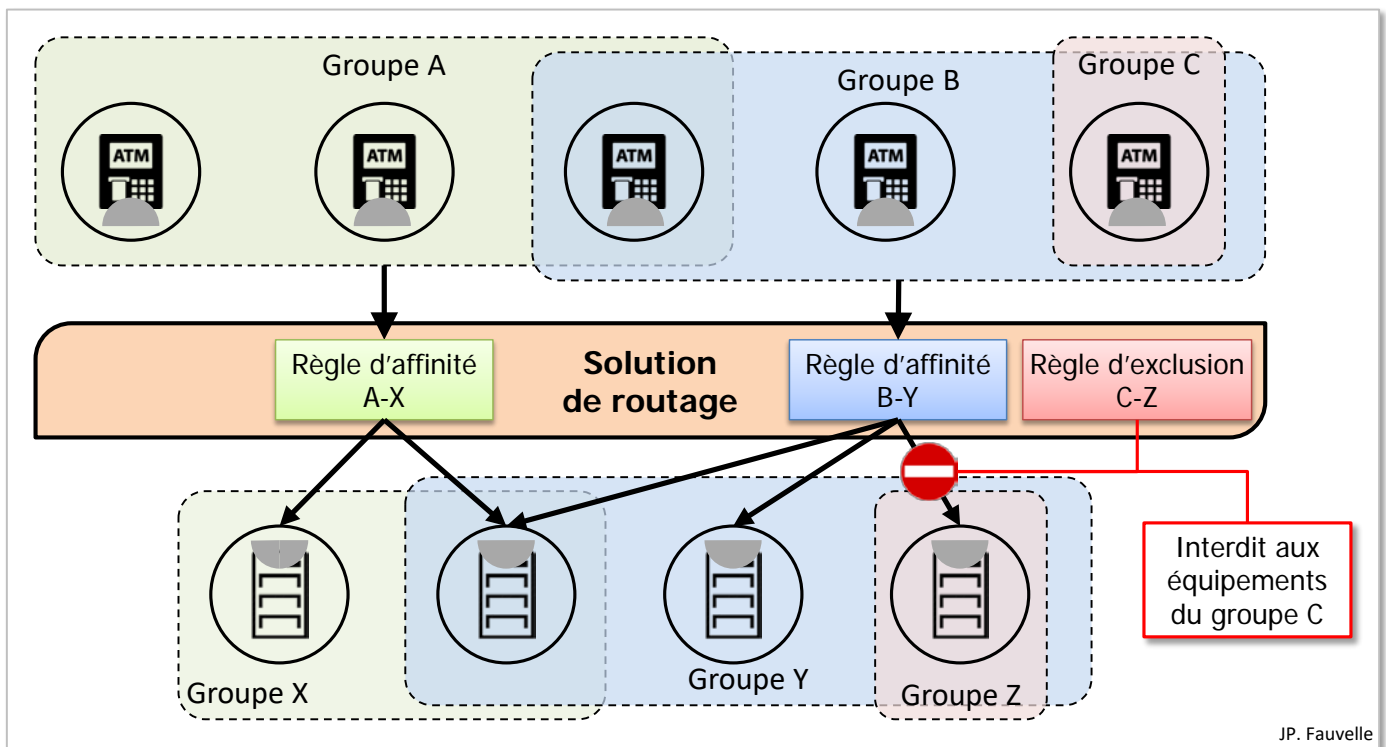 Groupe A
Groupe B
Groupe C
ATM
ATM
ATM
ATM
ATM
Règle d'affinité
A-X
Solution
de routage
Règle d'affinité
B-Y
Règle d'exclusion
C-Z
Interdit aux
équipements
du groupe C
Groupe X
Groupe Y
Groupe Z
JP. Fauvelle